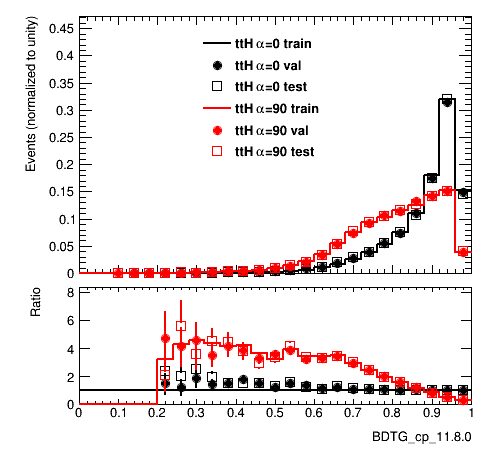 Events (normalized to unity)
0.45
0.4
0.35
0.3
0.25
0.2
0.15
0.1
0.05
0
ttH α=0 train
ttH α=0 val
ttH α=0 test
ttH α=90 train
ttH α=90 val
ttH α=90 test
Ratio
8
6
4
2
0
0 0.1 0.2 0.3 0.4 0.5 0.6 0.7 0.8 0.9 1
BDTG_cp_11.8.0